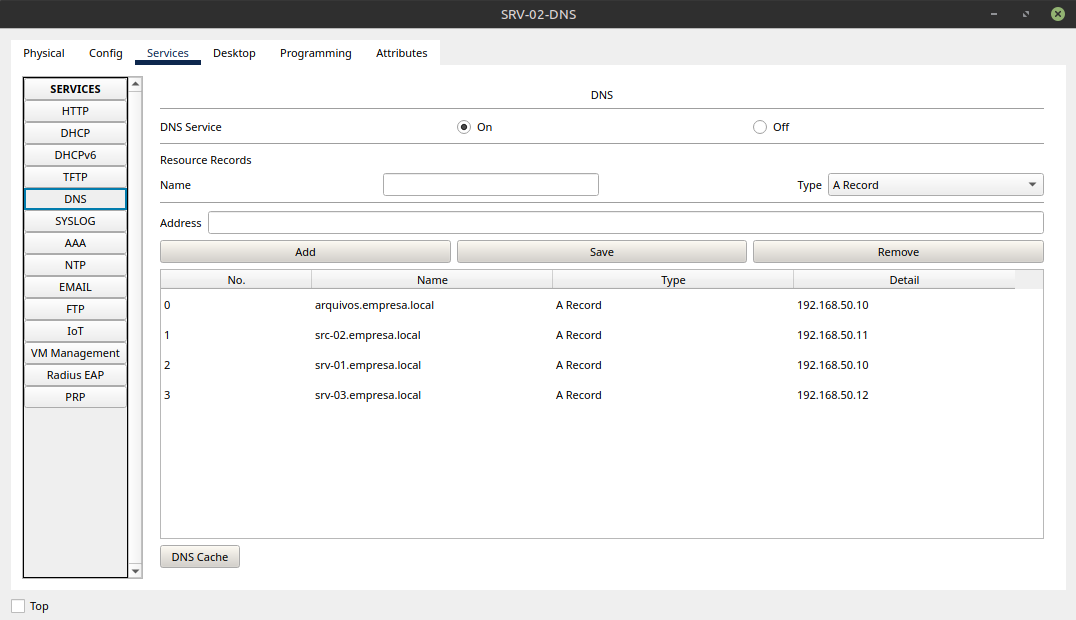 SRV-02-DNS
Physical Config Services Desktop Programming Attributes
SERVICES
HTTP
DHCP
DHCPv6
TFTP
DNS
SYSLOG
AAA
NTP
EMAIL
FTP
IoT
VM Management
Radius EAP
PRP
DNS
DNS Service On Off
Resource Records
Name Type A Record
Address
Add Save Remove
No. Name Type Detail
0 arquivos.empresa.local A Record 192.168.50.10
1 src-02.empresa.local A Record 192.168.50.11
2 srv-01.empresa.local A Record 192.168.50.10
3 srv-03.empresa.local A Record 192.168.50.12
DNS Cache
Top